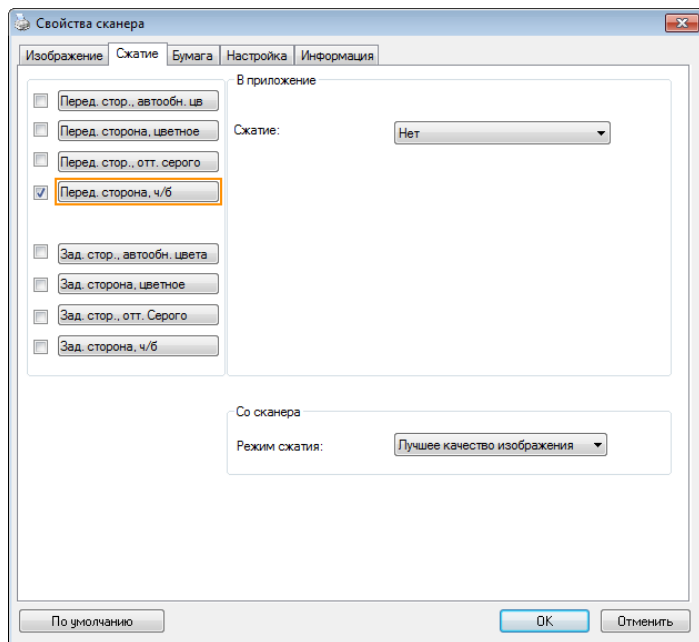 Свойства сканера
Изображение Сжатие Бумага Настройка Информация
В приложение
Перед. стор., автообн. цв
Перед. сторона, цветное
Сжатие: Нет
Перед. стор., отт. серого
Перед. сторона, ч/б
Зад. стор., автообн. цвета
Зад. сторона, цветное
Зад. стор., отт. Серого
Зад. сторона, ч/б
Со сканера
Режим сжатия: Лучшее качество изображения
По умолчанию OK Отменить